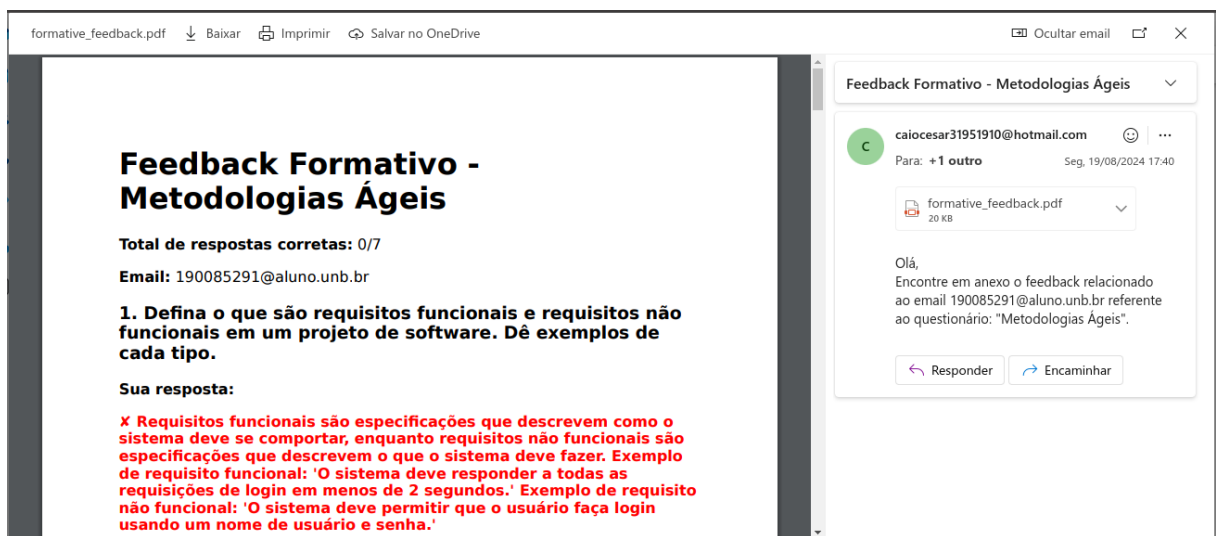 formative_feedback.pdf Baixar Imprimir Salvar no OneDrive Ocultar email
Feedback Formativo -
Metodologias Ágeis
Total de respostas corretas: 0/7
Email: 190085291@aluno.unb.br
1. Defina o que são requisitos funcionais e requisitos não
funcionais em um projeto de software. Dê exemplos de
cada tipo.
Sua resposta:
✘ Requisitos funcionais são especificações que descrevem como o
sistema deve se comportar, enquanto requisitos não funcionais são
especificações que descrevem o que o sistema deve fazer. Exemplo
de requisito funcional: 'O sistema deve responder a todas as
requisições de login em menos de 2 segundos.' Exemplo de requisito
não funcional: 'O sistema deve permitir que o usuário faça login
usando um nome de usuário e senha.'
Feedback Formativo - Metodologias Ágeis
C
caiocesar31951910@hotmail.com
Para: +1 outro Seg, 19/08/2024 17:40
formative_feedback.pdf
20 KB
Olá,
Encontre em anexo o feedback relacionado
ao email 190085291@aluno.unb.br referente
ao questionário: "Metodologias Ágeis".
Responder Encaminhar